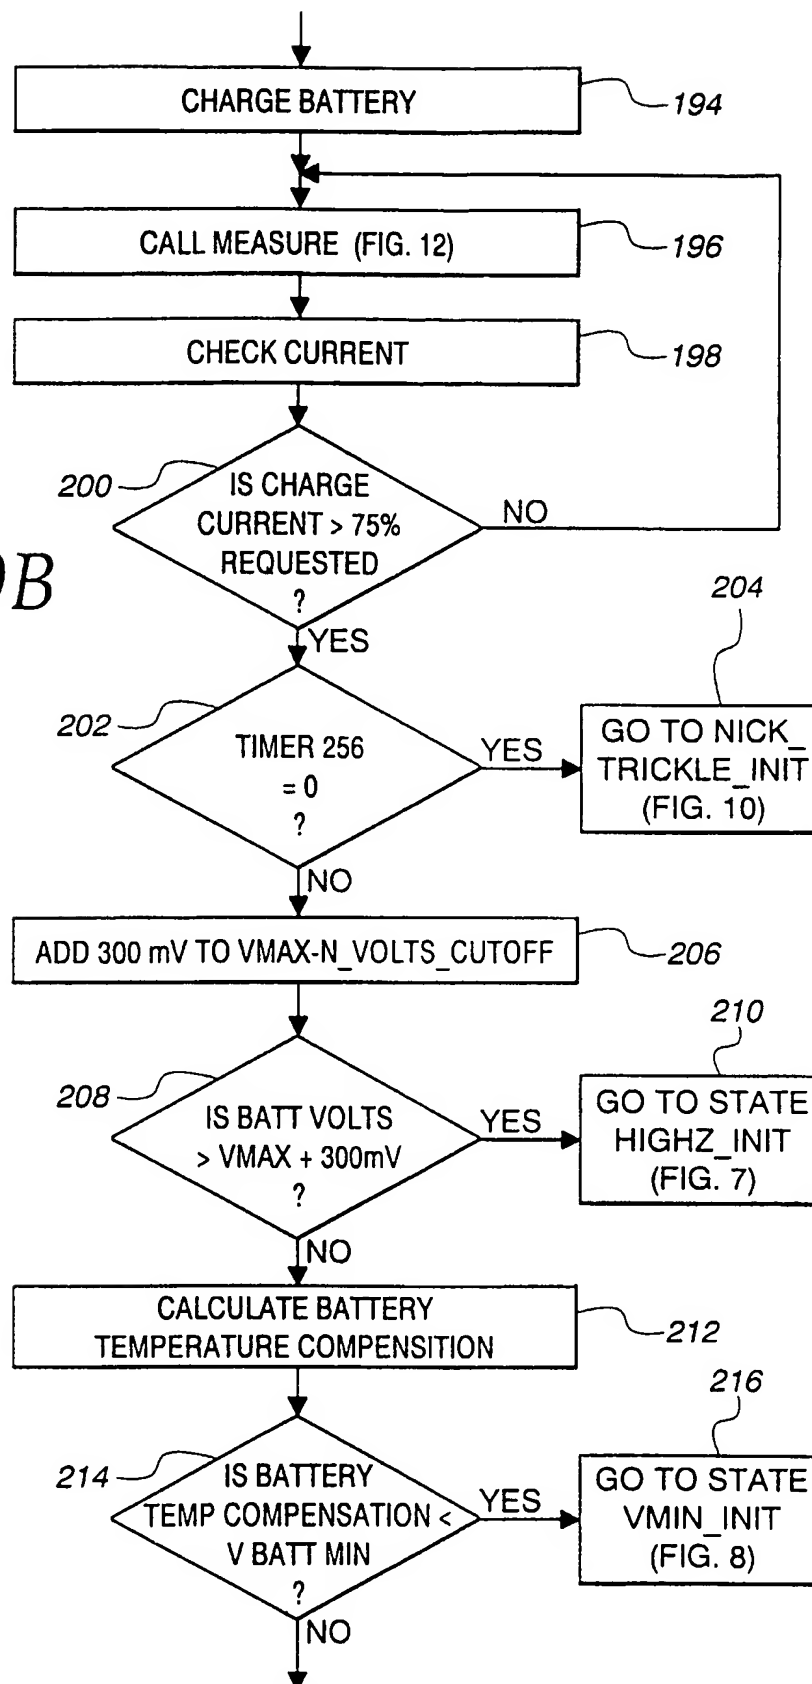 CHARGE BATTERY
194
CALL MEASURE (FIG. 12)
196
CHECK CURRENT
198
200
IS CHARGE
CURRENT > 75%
REQUESTED
?
NO
YES
9B
202
TIMER 256
= 0
?
YES
NO
204
GO TO NICK_
TRICKLE_INIT
(FIG. 10)
ADD 300 mV TO VMAX-N_VOLTS_CUTOFF
206
208
IS BATT VOLTS
> VMAX + 300mV
?
YES
NO
210
GO TO STATE
HIGHZ_INIT
(FIG. 7)
CALCULATE BATTERY
TEMPERATURE COMPENSITION
212
214
IS BATTERY
TEMP COMPENSATION <
V BATT MIN
?
YES
NO
216
GO TO STATE
VMIN_INIT
(FIG. 8)